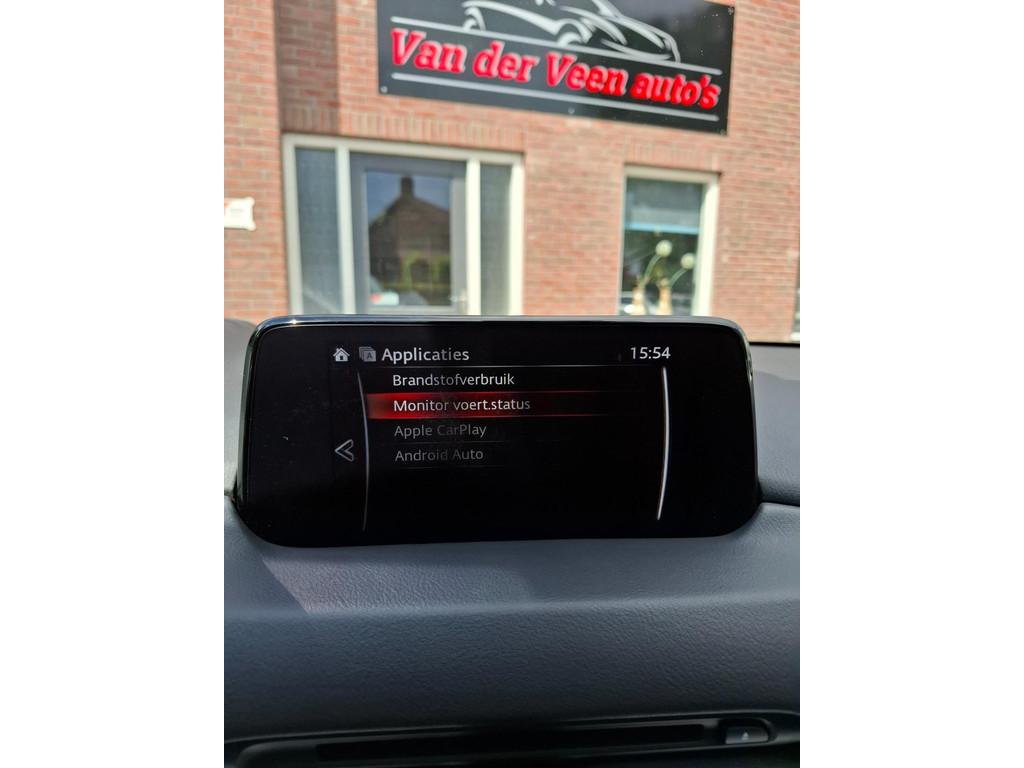 Van der Veen auto's
Applicaties
15:54
Brandstofverbruik
Monitor voert.status
Apple CarPlay
Android Auto